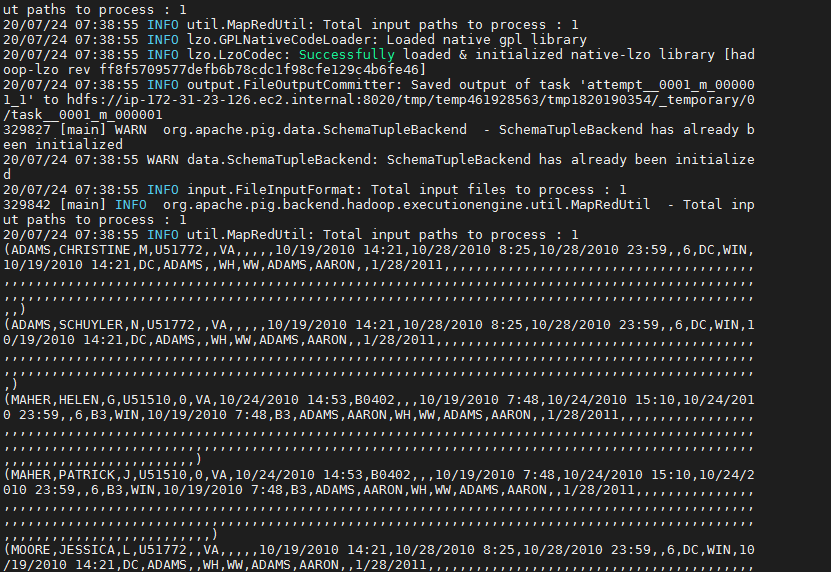 ut paths to process : 1
20/07/24 07:38:55 INFO util.MapRedUtil: Total input paths to process : 1
20/07/24 07:38:55 INFO lzo.GPLNativeCodeLoader: Loaded native gpl library
20/07/24 07:38:55 INFO lzo.LzoCodec: Successfully loaded & initialized native-lzo library [had
oop-lzo rev ff8f5709577defb6b78cdc1f98cfe129c4b6fe46]
20/07/24 07:38:55 INFO output.FileOutputCommitter: Saved output of task 'attempt__0001_m_00000
1_1' to hdfs://ip-172-31-23-126.ec2.internal:8020/tmp/temp461928563/tmp1820190354/_temporary/0
/task__0001_m_000001
329827 [main] WARN  org.apache.pig.data.SchemaTupleBackend  - SchemaTupleBackend has already b
een initialized
20/07/24 07:38:55 WARN data.SchemaTupleBackend: SchemaTupleBackend has already been initialize
d
20/07/24 07:38:55 INFO input.FileInputFormat: Total input files to process : 1
329842 [main] INFO  org.apache.pig.backend.hadoop.executionengine.util.MapRedUtil  - Total inp
ut paths to process : 1
20/07/24 07:38:55 INFO util.MapRedUtil: Total input paths to process : 1
(ADAMS,CHRISTINE,M,U51772,,VA,,,,,10/19/2010 14:21,10/28/2010 8:25,10/28/2010 23:59,,6,DC,WIN,
10/19/2010 14:21,DC,ADAMS,,WH,WW,ADAMS,AARON,,1/28/2011,,,,,,,,,,,,,,,,,,,,,,,,,,,,,,,,,,,,,,,
,,,,,,,,,,,,,,,,,,,,,,,,,,,,,,,,,,,,,,,,,,,,,,,,,,,,,,,,,,,,,,,,,,,,,,,,,,,,,,,,,,,,,,,,,,,,,,
,,,,,,,,,,,,,,,,,,,,,,,,,,,,,,,,,,,,,,,,,,,,,,,,,,,,,,,,,,,,,,,,,,,,,,,,,,,,,,,,,,,,,,,,,,,,,,
,,)
(ADAMS,SCHUYLER,N,U51772,,VA,,,,,10/19/2010 14:21,10/28/2010 8:25,10/28/2010 23:59,,6,DC,WIN,1
0/19/2010 14:21,DC,ADAMS,,WH,WW,ADAMS,AARON,,1/28/2011,,,,,,,,,,,,,,,,,,,,,,,,,,,,,,,,,,,,,,,,
,,,,,,,,,,,,,,,,,,,,,,,,,,,,,,,,,,,,,,,,,,,,,,,,,,,,,,,,,,,,,,,,,,,,,,,,,,,,,,,,,,,,,,,,,,,,,,
,,,,,,,,,,,,,,,,,,,,,,,,,,,,,,,,,,,,,,,,,,,,,,,,,,,,,,,,,,,,,,,,,,,,,,,,,,,,,,,,,,,,,,,,,,,,,,
,)
(MAHER,HELEN,G,U51510,0,VA,10/24/2010 14:53,B0402,,,10/19/2010 7:48,10/24/2010 15:10,10/24/201
0 23:59,,6,B3,WIN,10/19/2010 7:48,B3,ADAMS,AARON,WH,WW,ADAMS,AARON,,1/28/2011,,,,,,,,,,,,,,,,,
,,,,,,,,,,,,,,,,,,,,,,,,,,,,,,,,,,,,,,,,,,,,,,,,,,,,,,,,,,,,,,,,,,,,,,,,,,,,,,,,,,,,,,,,,,,,,,
,,,,,,,,,,,,,,,,,,,,,,,,,,,,,,,,,,,,,,,,,,,,,,,,,,,,,,,,,,,,,,,,,,,,,,,,,,,,,,,,,,,,,,,,,,,,,,
,,,,,,,,,,,,,,,,,,,,,,,,)
(MAHER,PATRICK,J,U51510,0,VA,10/24/2010 14:53,B0402,,,10/19/2010 7:48,10/24/2010 15:10,10/24/2
010 23:59,,6,B3,WIN,10/19/2010 7:48,B3,ADAMS,AARON,WH,WW,ADAMS,AARON,,1/28/2011,,,,,,,,,,,,,,,
,,,,,,,,,,,,,,,,,,,,,,,,,,,,,,,,,,,,,,,,,,,,,,,,,,,,,,,,,,,,,,,,,,,,,,,,,,,,,,,,,,,,,,,,,,,,,,
,,,,,,,,,,,,,,,,,,,,,,,,,,,,,,,,,,,,,,,,,,,,,,,,,,,,,,,,,,,,,,,,,,,,,,,,,,,,,,,,,,,,,,,,,,,,,,
,,,,,,,,,,,,,,,,,,,,,,,,,,)
(MOORE,JESSICA,L,U51772,,VA,,,,,10/19/2010 14:21,10/28/2010 8:25,10/28/2010 23:59,,6,DC,WIN,10
/19/2010 14:21,DC,ADAMS,,WH,WW,ADAMS,AARON,,1/28/2011,,,,,,,,,,,,,,,,,,,,,,,,,,,,,,,,,,,,,,,,,